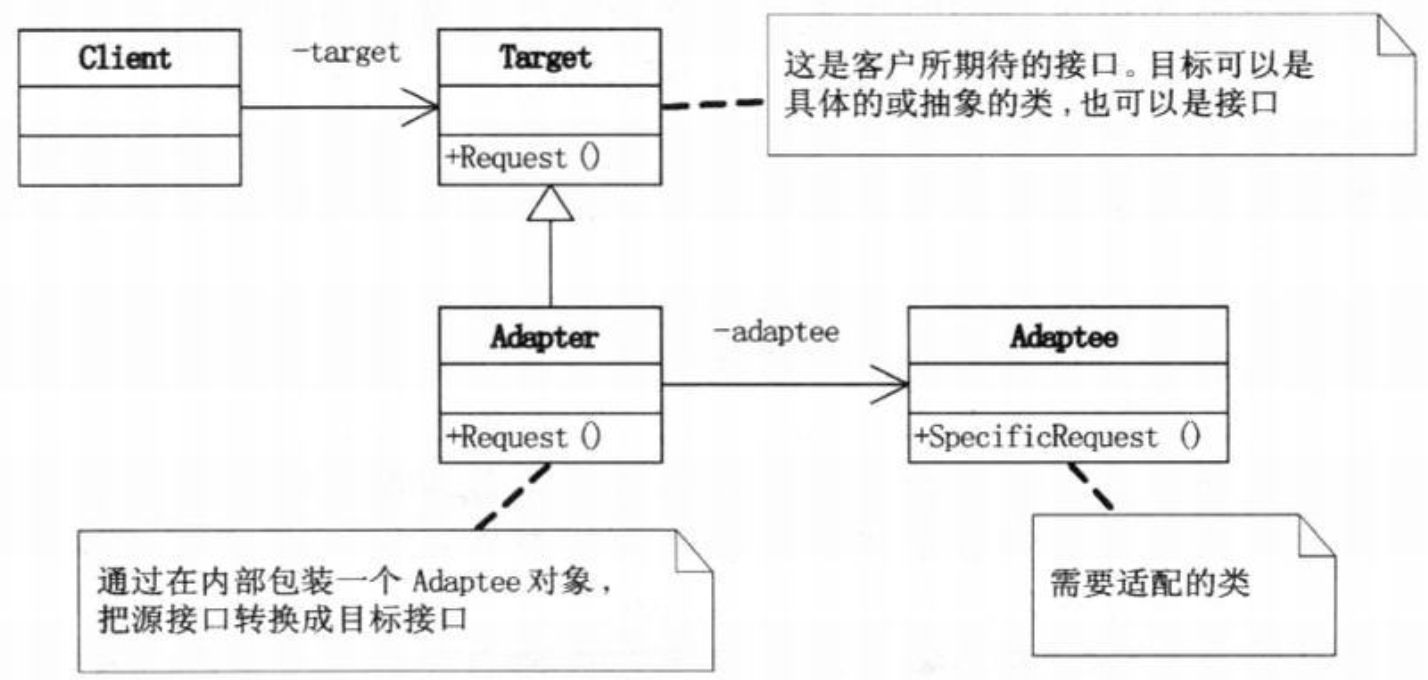 Client
-target
Target
+Request ()
这是客户所期待的接口。目标可以是
具体的或抽象的类,也可以是接口
Adapter
+Request ()
-adaptee
Adaptee
+SpecificRequest ()
通过在内部包装一个 Adaptee 对象,
把源接口转换成目标接口
需要适配的类